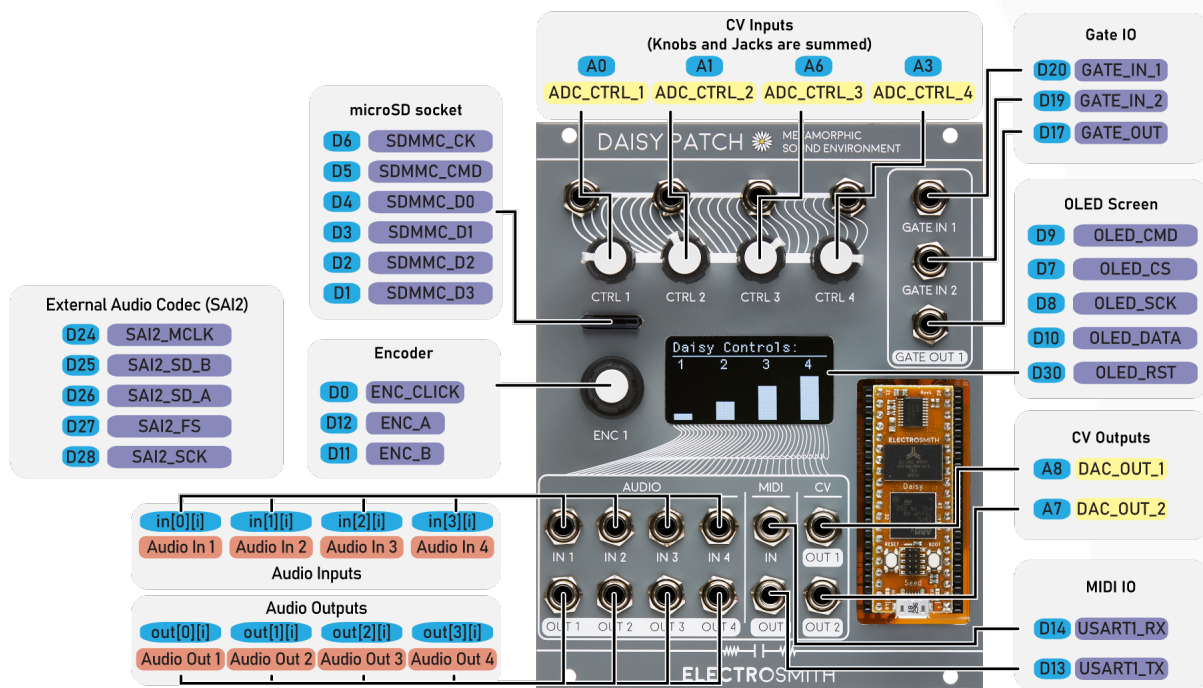 CV Inputs
(Knobs and Jacks are summed)
A0 A1 A6 A3
ADC_CTRL_1 ADC_CTRL_2 ADC_CTRL_3 ADC_CTRL_4
Gate IO
D20 GATE_IN_1
D19 GATE_IN_2
D17 GATE_OUT
microSD socket
D6 SDMMC_CK
D5 SDMMC_CMD
D4 SDMMC_D0
D3 SDMMC_D1
D2 SDMMC_D2
D1 SDMMC_D3
DAISY PATCH
METAMORPHIC
SOUND ENVIRONMENT
GATE IN 1
GATE IN 2
GATE OUT 1
CTRL 1 CTRL 2 CTRL 3 CTRL 4
OLED Screen
D9 OLED_CMD
D7 OLED_CS
D8 OLED_SCK
D10 OLED_DATA
D30 OLED_RST
External Audio Codec (SAI2)
D24 SAI2_MCLK
D25 SAI2_SD_B
D26 SAI2_SD_A
D27 SAI2_FS
D28 SAI2_SCK
Encoder
D0 ENC_CLICK
D12 ENC_A
D11 ENC_B
Daisy Controls:
1 2 3 4
ENC 1
ELECTROSMITH
Daisy
RESET BOOT
Seed
CV Outputs
A8 DAC_OUT_1
A7 DAC_OUT_2
AUDIO MIDI CV
IN 1 IN 2 IN 3 IN 4 IN OUT 1
OUT 1 OUT 2 OUT 3 OUT 4 OUT OUT 2
in[0][i] in[1][i] in[2][i] in[3][i]
Audio In 1 Audio In 2 Audio In 3 Audio In 4
Audio Inputs
Audio Outputs
out[0][i] out[1][i] out[2][i] out[3][i]
Audio Out 1 Audio Out 2 Audio Out 3 Audio Out 4
MIDI IO
D14 USART1_RX
D13 USART1_TX
ELECTROSMITH